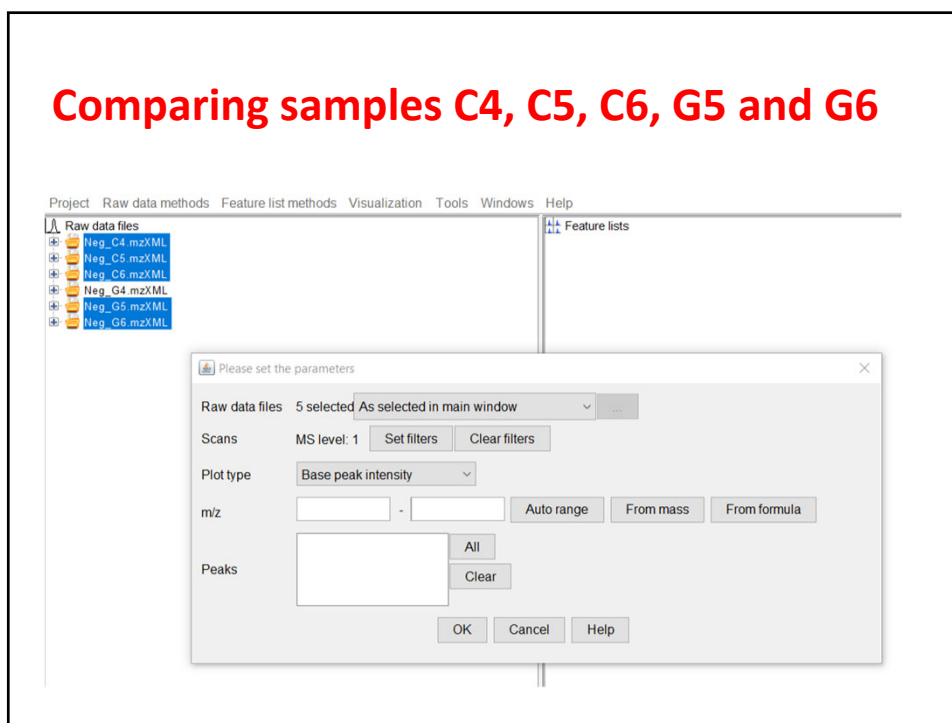 Comparing samples C4, C5, C6, G5 and G6
Project Raw data methods Feature list methods Visualization Tools Windows Help
Raw data files
Feature lists
Neg_C4.mzXML
Neg_C5.mzXML
Neg_C6.mzXML
Neg_G4.mzXML
Neg_G5.mzXML
Neg_G6.mzXML
Please set the parameters
Raw data files 5 selected As selected in main window ...
Scans MS level: 1 Set filters Clear filters
Plot type Base peak intensity
m/z - Auto range From mass From formula
Peaks
All
Clear
OK Cancel Help